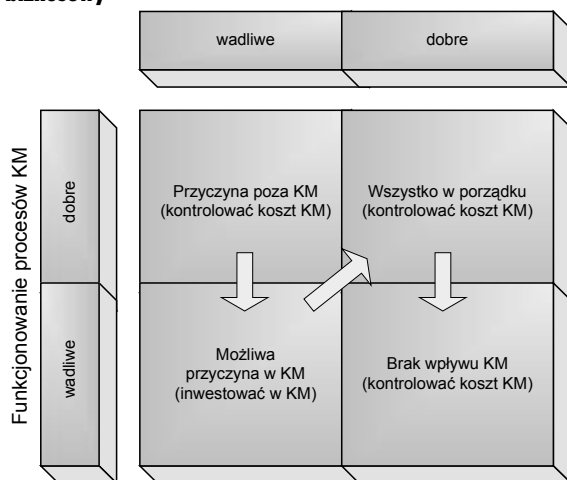 wadliwe
dobre
Funkcjonowanie procesów KM
dobre
Przyczyna poza KM
(kontrolować koszt KM)
Wszystko w porządku
(kontrolować koszt KM)
wadliwe
Możliwa
przyczyna w KM
(inwestować w KM)
Brak wpływu KM
(kontrolować koszt KM)